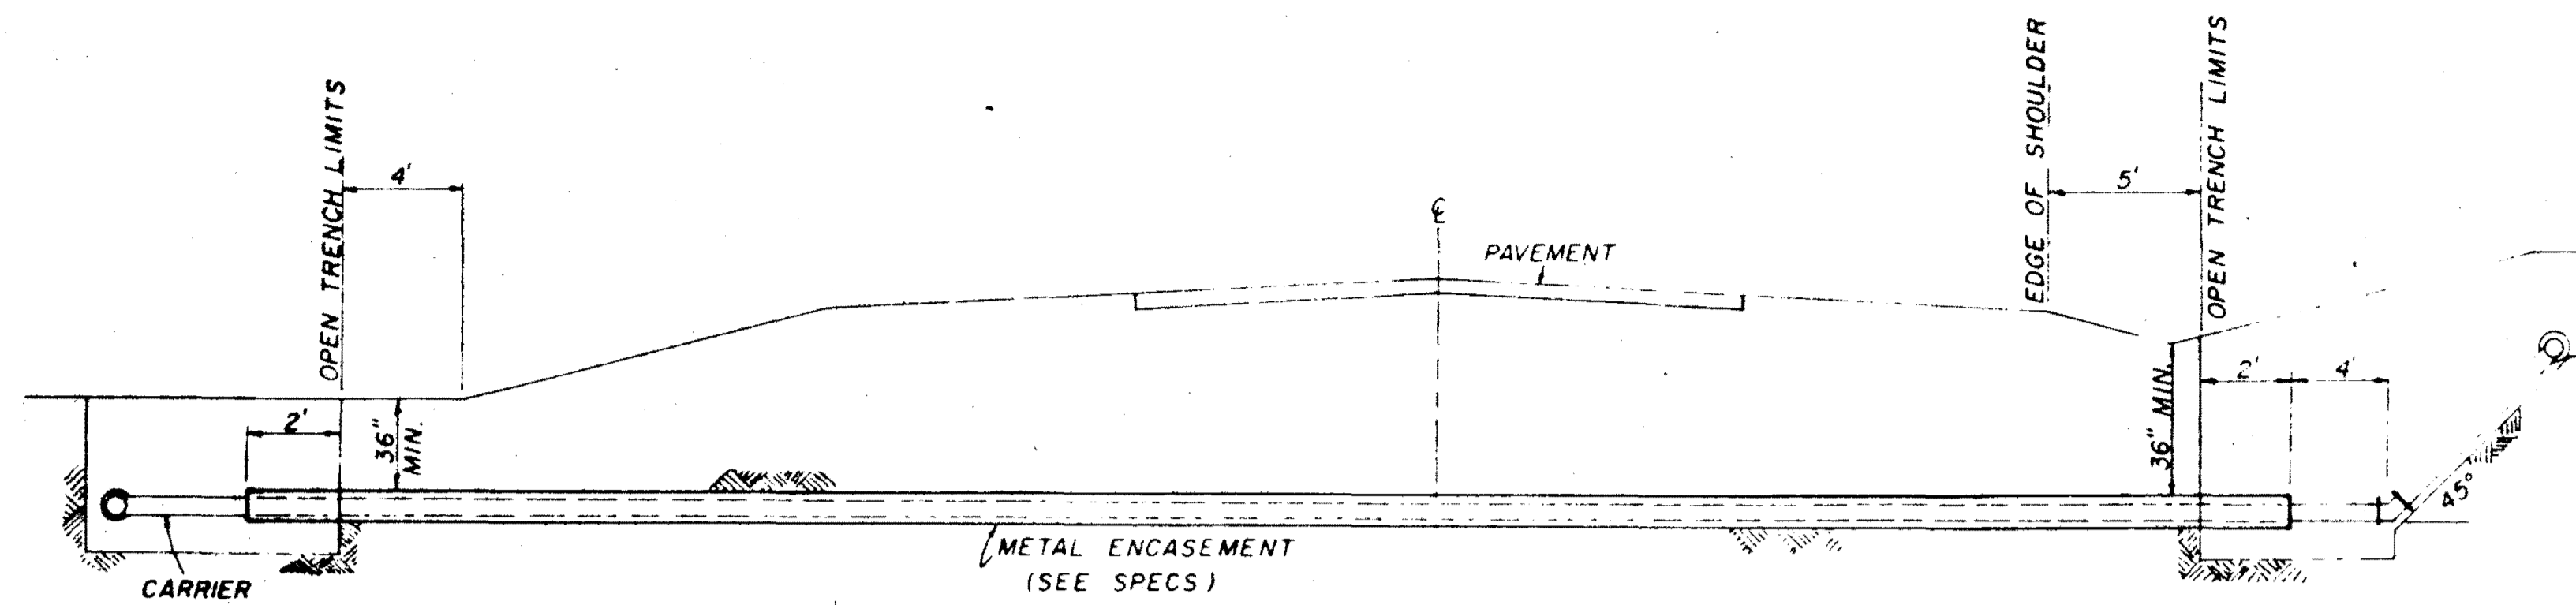 OPEN TRENCH LIMITS
4'
2'
36"
MIN.
CARRIER
METAL ENCASEMENT
(SEE SPECS)
℄
PAVEMENT
EDGE OF SHOULDER
5'
OPEN TRENCH LIMITS
36" MIN.
2'
4'
45°